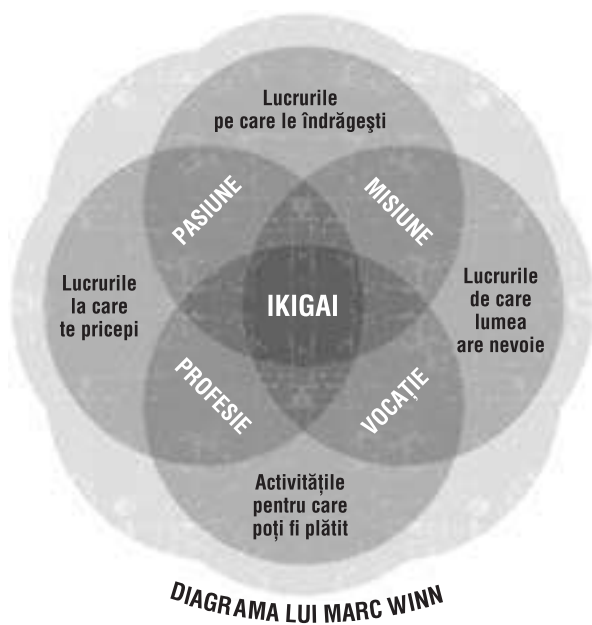 Lucrurile
pe care le îndrăgeşti
PASIUNE
MISIUNE
Lucrurile
la care
te pricepi
IKIGAI
Lucrurile
de care
lumea
are nevoie
PROFESIE
VOCAȚIE
Activitățile
pentru care
poți fi plătit
DIAGRAMA LUI MARC WINN